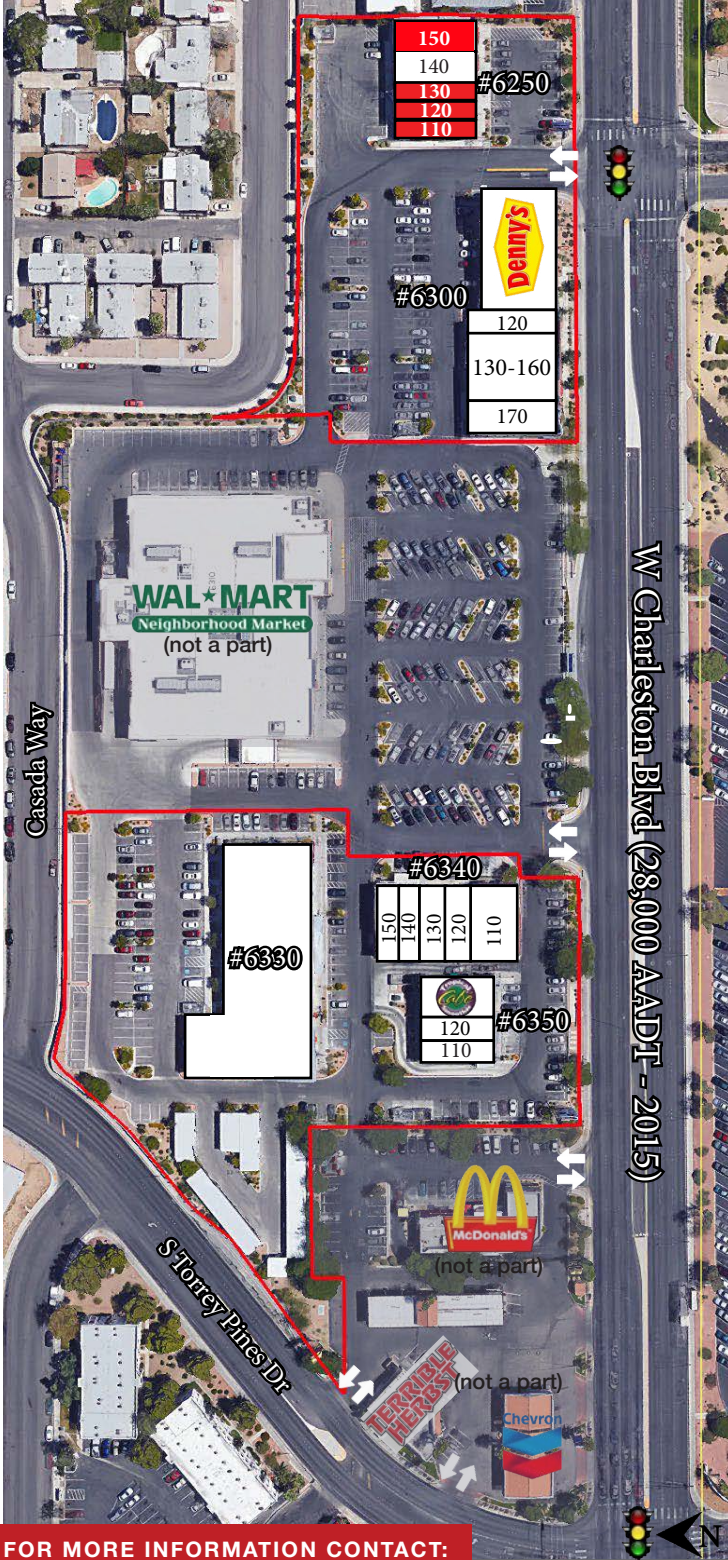 150
140
130
120
110
#6250
Denny's
#6300
120
130-160
170
WAL★MART
Neighborhood Market
(not a part)
W Charleston Blvd (28,000 AADT - 2015)
Casada Way
#6340
150
140
130
120
110
#6330
Cafe
120
110
#6350
McDonald's
(not a part)
S Torrey Pines Dr
TERRIBLE
HERBST
(not a part)
Chevron
N
FOR MORE INFORMATION CONTACT: